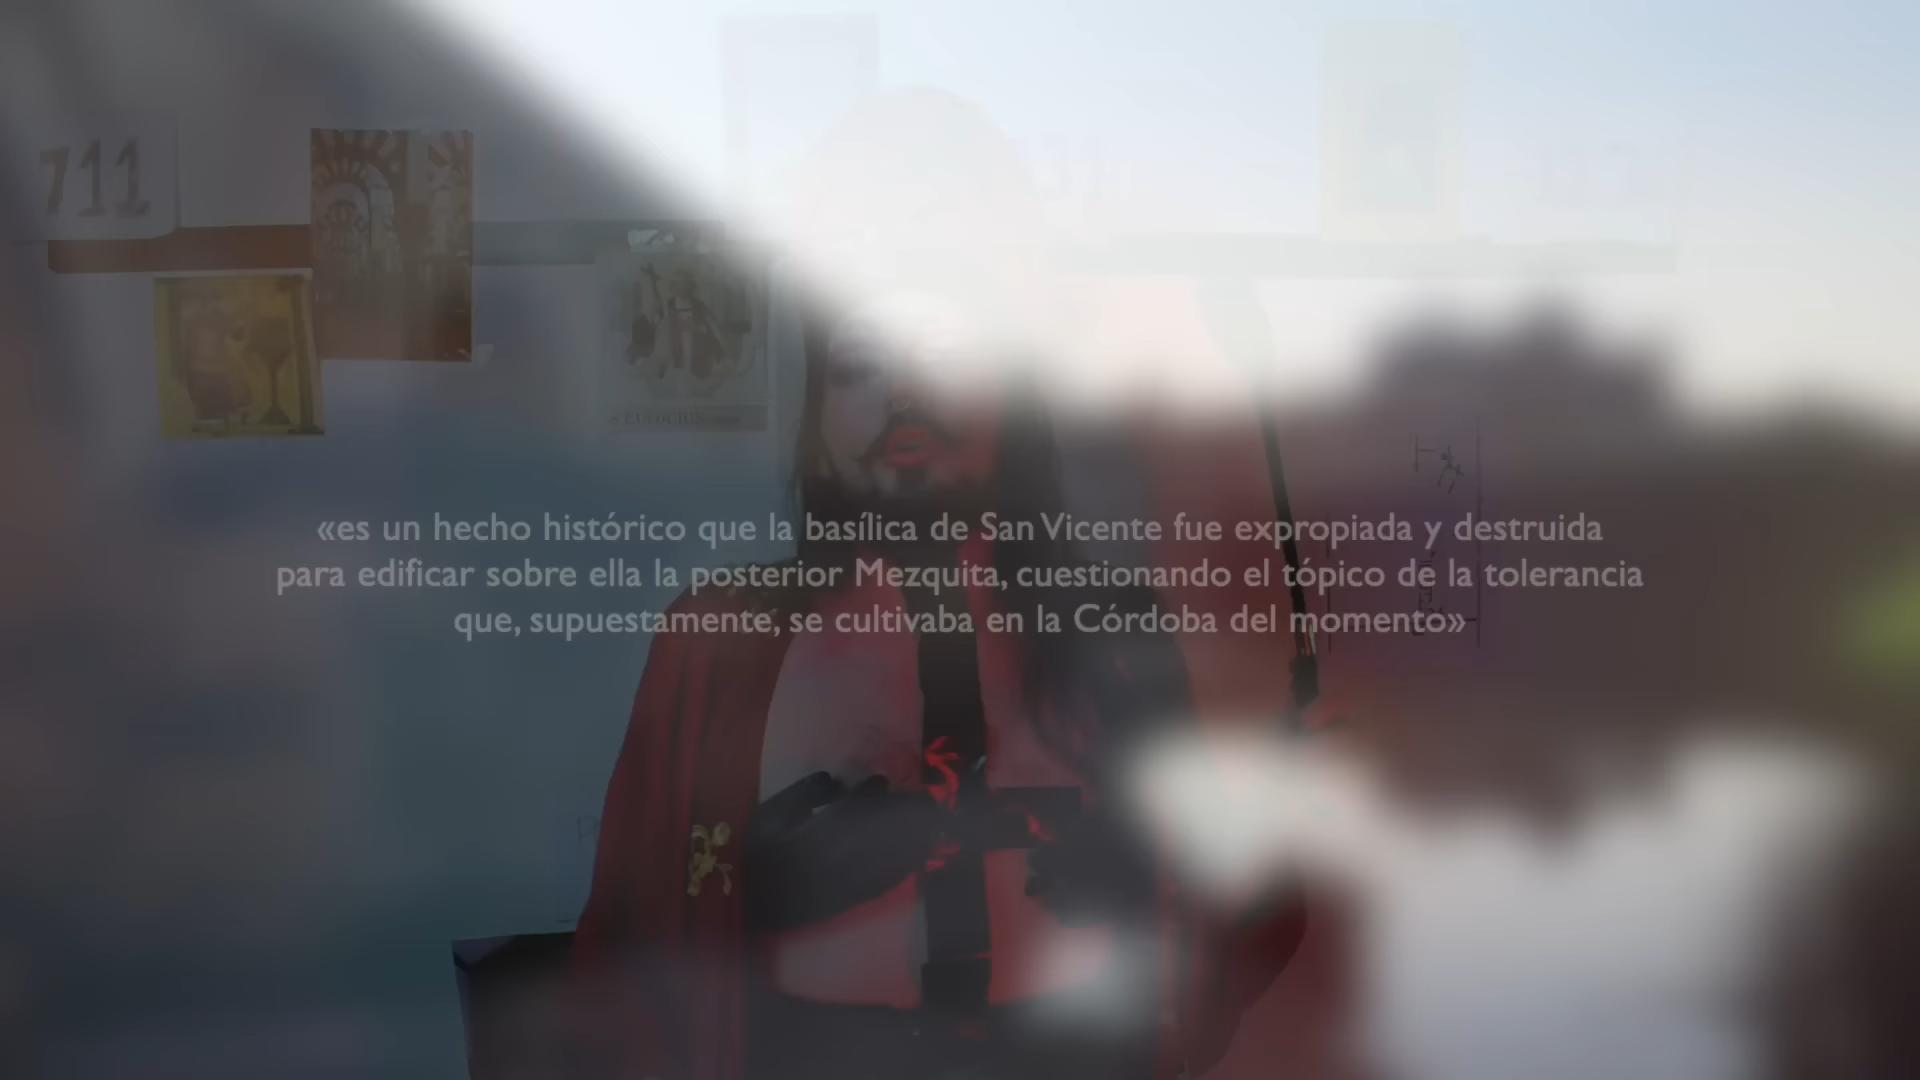 711
EULOGIUS
«es un hecho histórico que la basílica de San Vicente fue expropiada y destruida
para edificar sobre ella la posterior Mezquita, cuestionando el tópico de la tolerancia
que, supuestamente, se cultivaba en la Córdoba del momento»